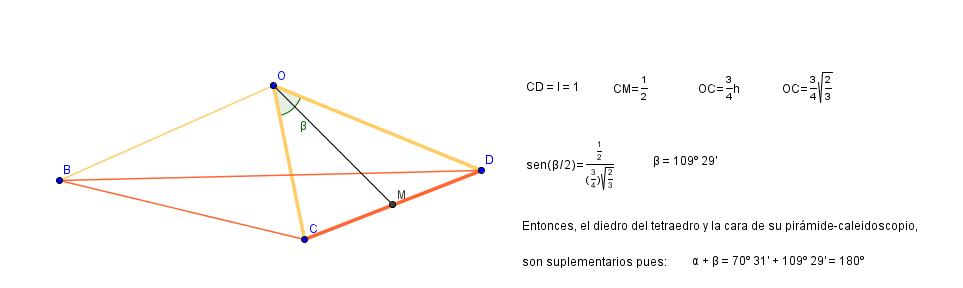 O
β
B
D
M
C
CD = l = 1    CM= 1/2    OC= 3/4 h    OC= 3/4 √(2/3)
sen(β/2)= (1/2)/((3/4)√(2/3))    β = 109º 29'
Entonces, el diedro del tetraedro y la cara de su pirámide-caleidoscopio,
son suplementarios pues:    α + β = 70º 31' + 109º 29' = 180º